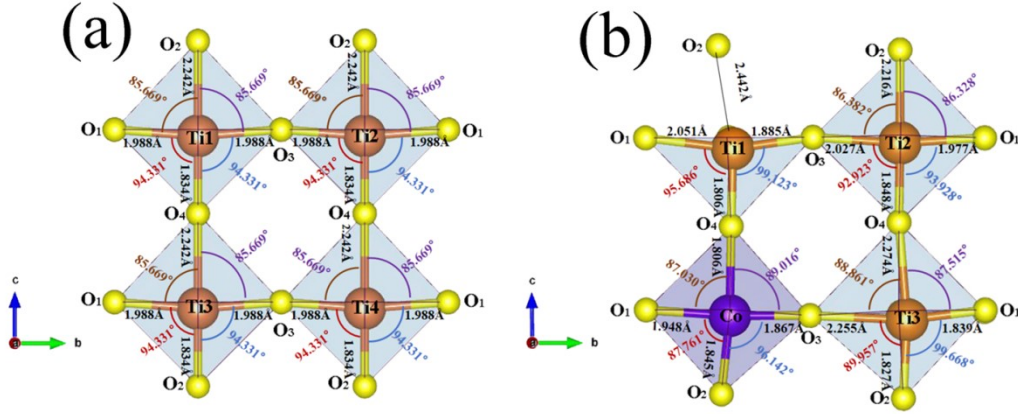 (a)
O2
O2
2.242Å
2.242Å
85.669°
85.669°
85.669°
85.669°
O1
Ti1
Ti2
O1
1.988Å
1.988Å
O3
1.988Å
1.988Å
94.331°
94.331°
94.331°
94.331°
1.834Å
1.834Å
O4
2.242Å
2.242Å
85.669°
85.669°
85.669°
85.669°
O1
Ti3
Ti4
O1
1.988Å
1.988Å
O3
1.988Å
1.988Å
94.331°
94.331°
94.331°
94.331°
1.834Å
1.834Å
O2
O2
c
a
b
(b)
O2
O2
2.442Å
2.216Å
86.382°
86.328°
O1
2.051Å
1.885Å
Ti1
Ti2
O1
O3
2.027Å
1.977Å
95.686°
99.123°
92.923°
93.928°
1.806Å
1.848Å
O4
O4
1.806Å
2.274Å
87.030°
89.016°
88.861°
87.515°
O1
Co
Ti3
O1
1.948Å
1.867Å
O3
2.255Å
1.839Å
87.761°
96.142°
89.957°
99.668°
1.845Å
1.827Å
O2
O2
c
a
b